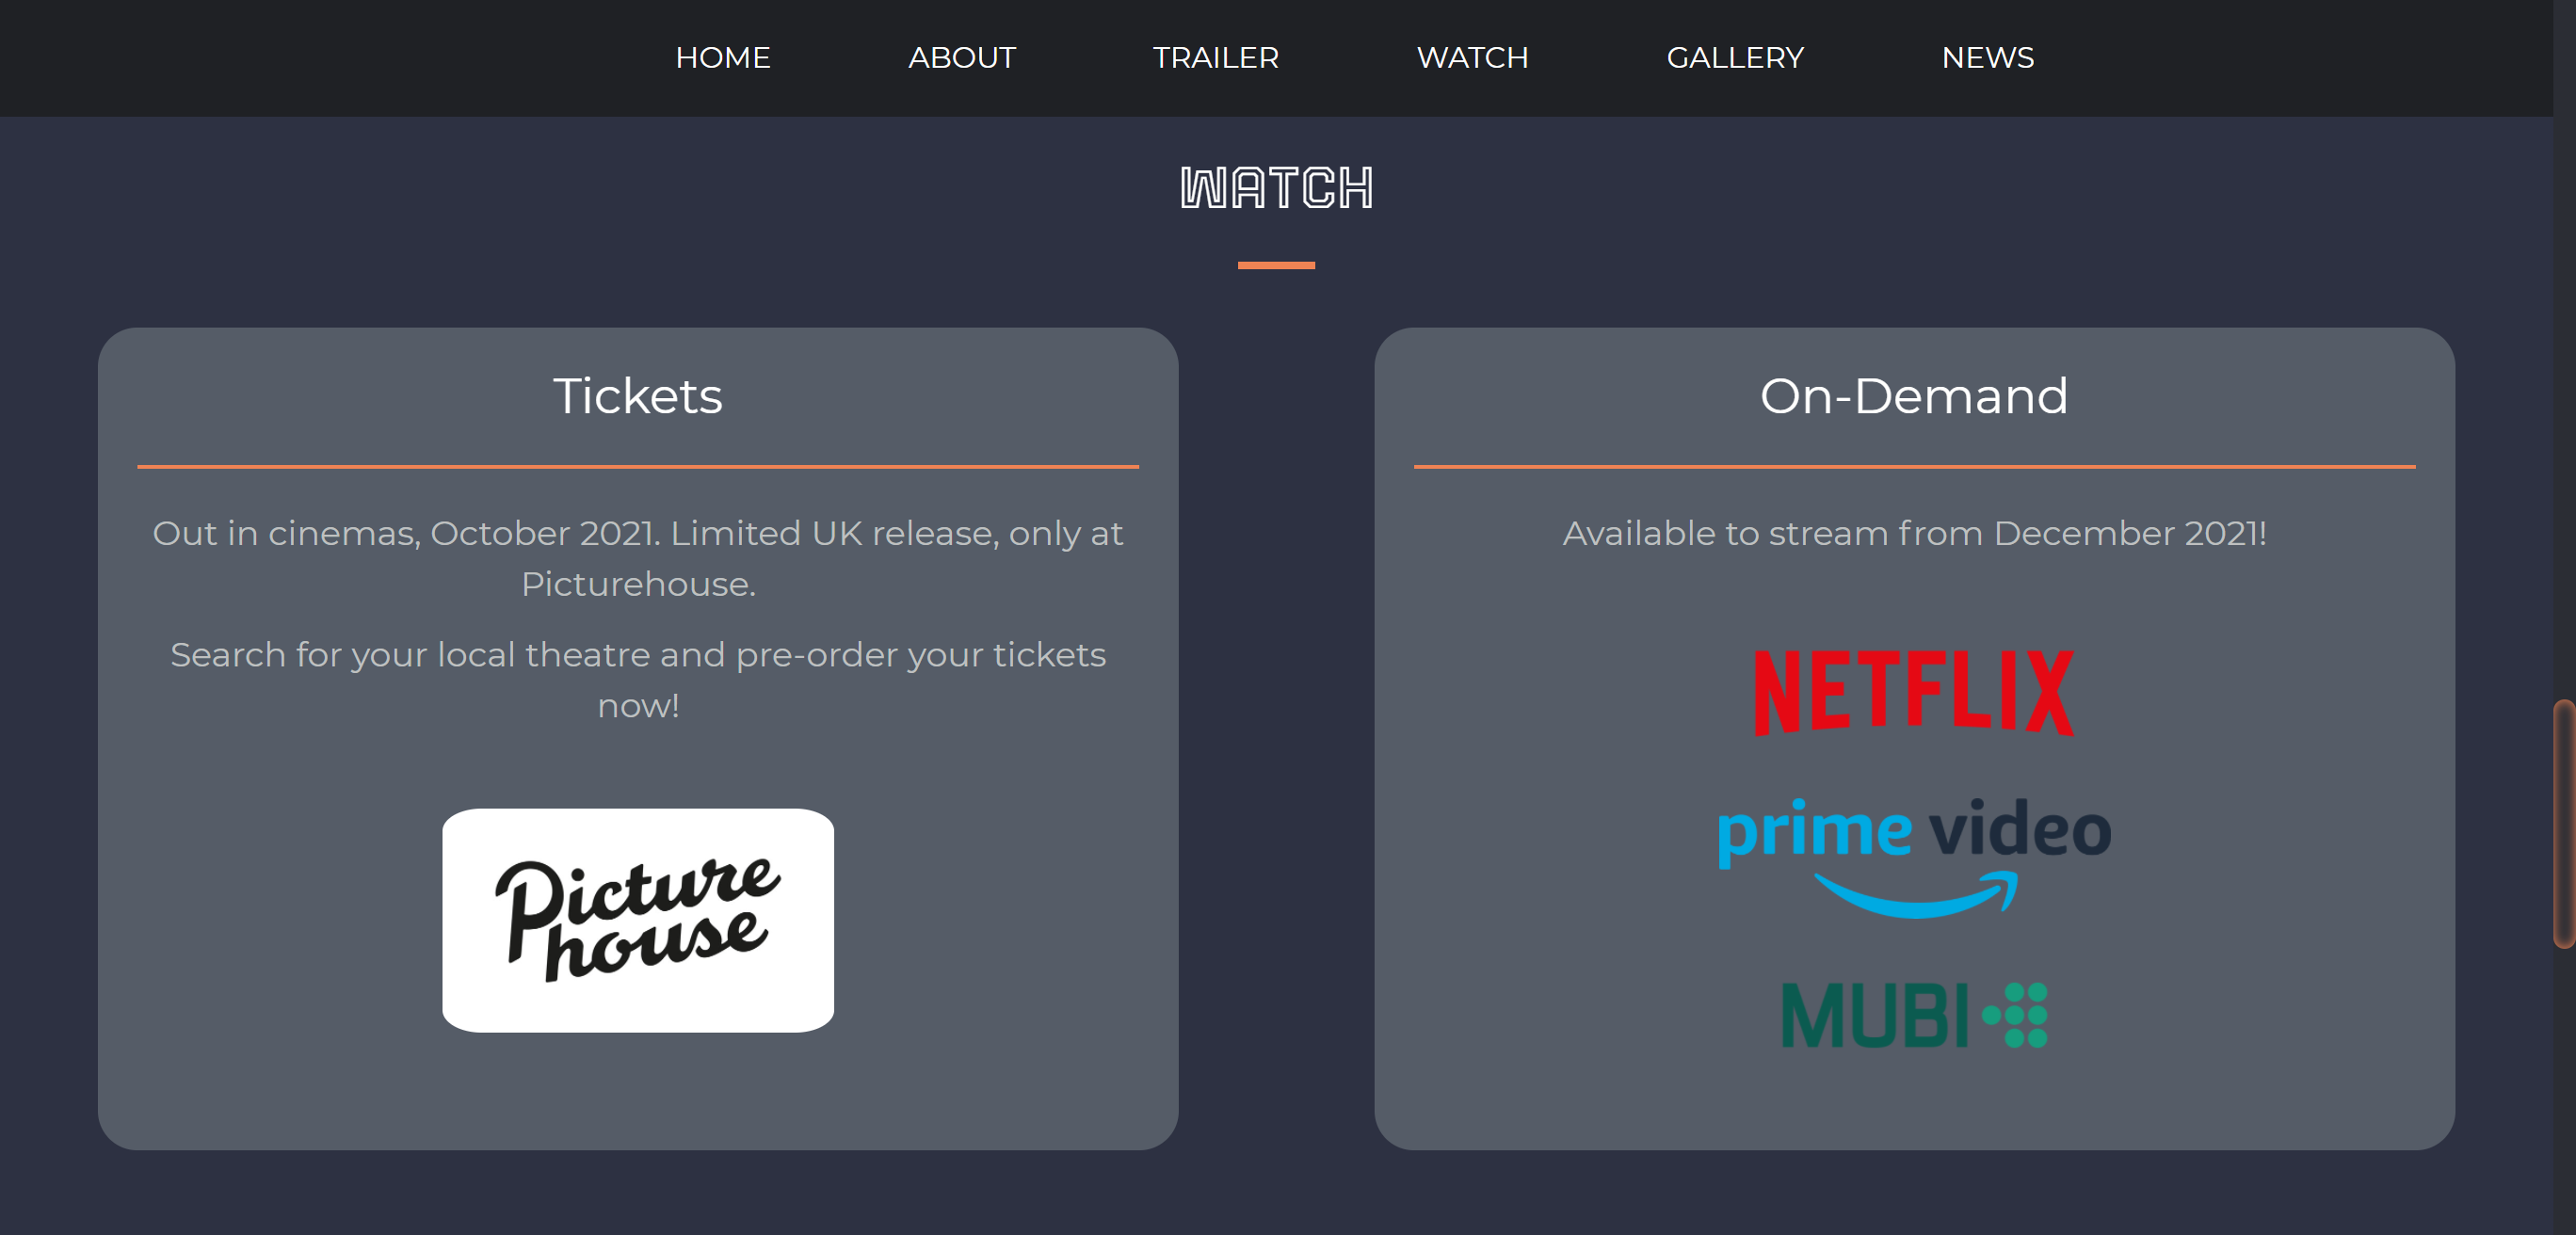 HOME ABOUT TRAILER WATCH GALLERY NEWS
WATCH
Tickets
Out in cinemas, October 2021. Limited UK release, only at
Picturehouse.
Search for your local theatre and pre-order your tickets
now!
Picture
house
On-Demand
Available to stream from December 2021!
NETFLIX
prime video
MUBI